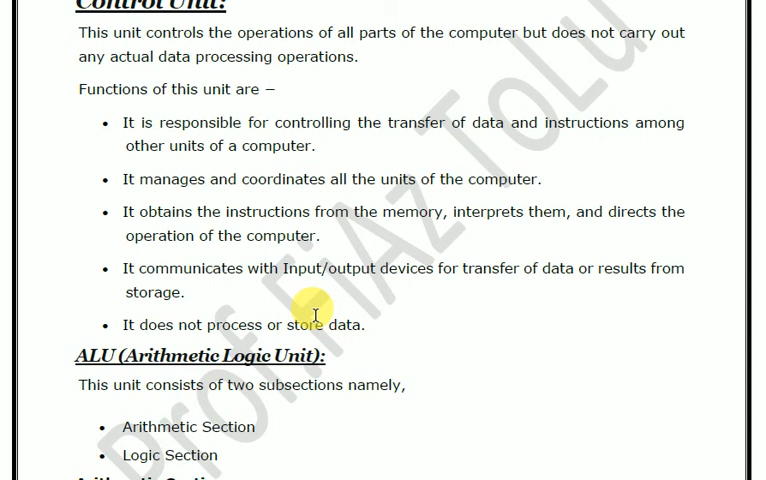 Control Unit:
This unit controls the operations of all parts of the computer but does not carry out
any actual data processing operations.
Functions of this unit are −
• It is responsible for controlling the transfer of data and instructions among
other units of a computer.
• It manages and coordinates all the units of the computer.
• It obtains the instructions from the memory, interprets them, and directs the
operation of the computer.
• It communicates with Input/output devices for transfer of data or results from
storage.
• It does not process or store data.
ALU (Arithmetic Logic Unit):
This unit consists of two subsections namely,
• Arithmetic Section
• Logic Section
Prof.FiAz ToLu